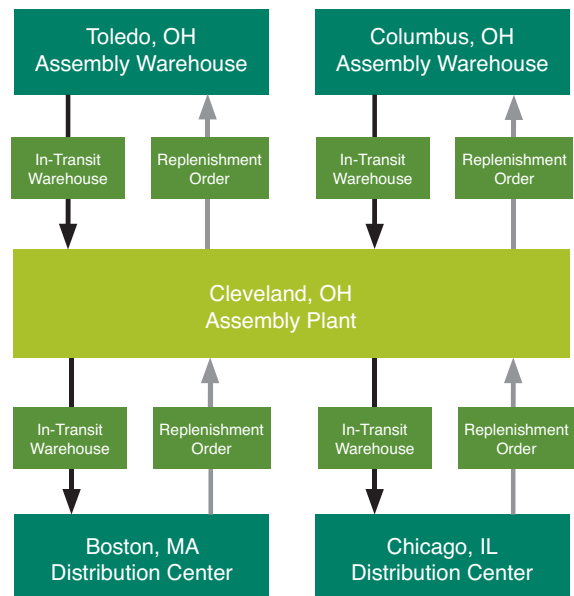 Toledo, OH
Assembly Warehouse
Columbus, OH
Assembly Warehouse
In-Transit
Warehouse
Replenishment
Order
In-Transit
Warehouse
Replenishment
Order
Cleveland, OH
Assembly Plant
In-Transit
Warehouse
Replenishment
Order
In-Transit
Warehouse
Replenishment
Order
Boston, MA
Distribution Center
Chicago, IL
Distribution Center